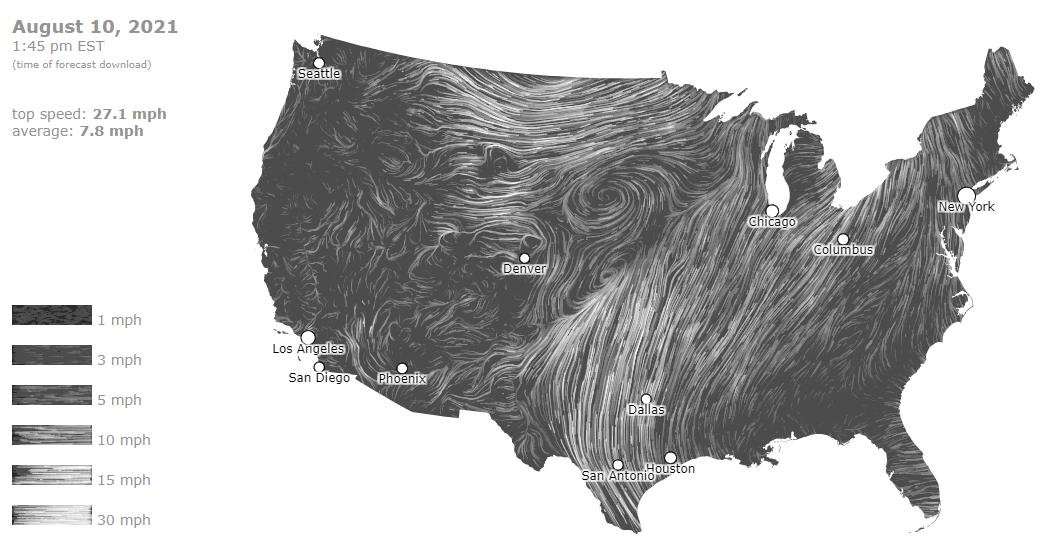 August 10, 2021
1:45 pm EST
(time of forecast download)
top speed: 27.1 mph
average: 7.8 mph
1 mph
3 mph
5 mph
10 mph
15 mph
30 mph
Seattle
New York
Chicago
Columbus
Denver
Los Angeles
San Diego
Phoenix
Dallas
Houston
San Antonio